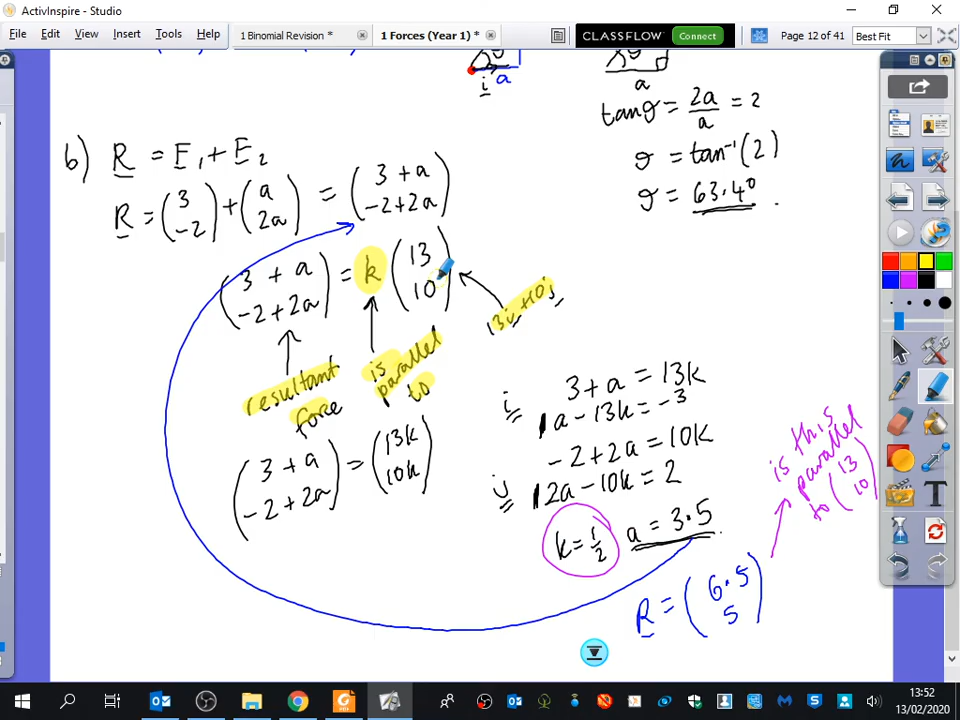 ActivInspire - Studio
File Edit View Insert Tools Help
1 Binomial Revision *
1 Forces (Year 1) *
CLASSFLOW
Connect
Page 12 of 41
Best Fit
i a
a
tanθ = 2a/a = 2
θ = tan⁻¹(2)
θ = 63.4°
b) R = F₁ + F₂
R = (3 -2) + (a 2a) = (3 + a -2 + 2a)
(3 + a -2 + 2a) = k (13 10)
13i + 10j
resultant force
is parallel to
(3 + a -2 + 2a) = (13k 10k)
i 3 + a = 13k
1a - 13k = -3
j -2 + 2a = 10k
2a - 10k = 2
k = 1/2 a = 3.5
R = (6.5 5)
is this parallel to (13 10)
T
13:52
13/02/2020